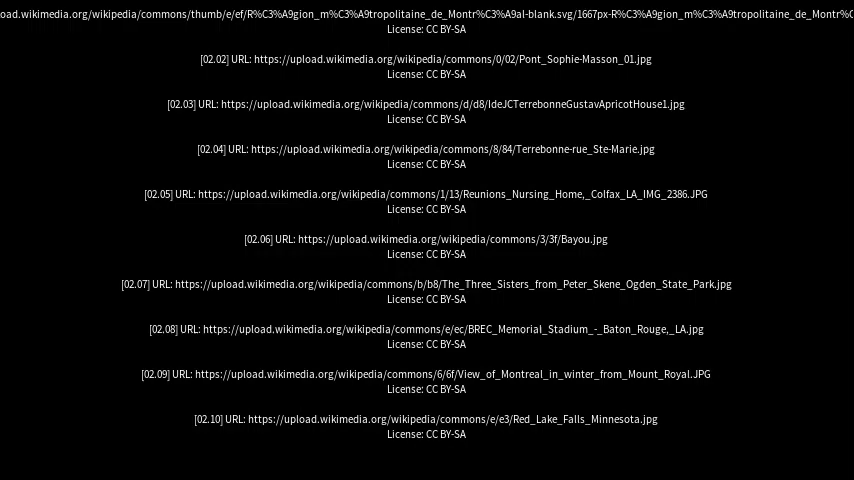 oad.wikimedia.org/wikipedia/commons/thumb/e/ef/R%C3%A9gion_m%C3%A9tropolitaine_de_Montr%C3%A9al-blank.svg/1667px-R%C3%A9gion_m%C3%A9tropolitaine_de_Montr%C
License: CC BY-SA
[02.02] URL: https://upload.wikimedia.org/wikipedia/commons/0/02/Pont_Sophie-Masson_01.jpg
License: CC BY-SA
[02.03] URL: https://upload.wikimedia.org/wikipedia/commons/d/d8/IdeJCTerrebonneGustavApricotHouse1.jpg
License: CC BY-SA
[02.04] URL: https://upload.wikimedia.org/wikipedia/commons/8/84/Terrebonne-rue_Ste-Marie.jpg
License: CC BY-SA
[02.05] URL: https://upload.wikimedia.org/wikipedia/commons/1/13/Reunions_Nursing_Home,_Colfax_LA_IMG_2386.JPG
License: CC BY-SA
[02.06] URL: https://upload.wikimedia.org/wikipedia/commons/3/3f/Bayou.jpg
License: CC BY-SA
[02.07] URL: https://upload.wikimedia.org/wikipedia/commons/b/b8/The_Three_Sisters_from_Peter_Skene_Ogden_State_Park.jpg
License: CC BY-SA
[02.08] URL: https://upload.wikimedia.org/wikipedia/commons/e/ec/BREC_Memorial_Stadium_-_Baton_Rouge,_LA.jpg
License: CC BY-SA
[02.09] URL: https://upload.wikimedia.org/wikipedia/commons/6/6f/View_of_Montreal_in_winter_from_Mount_Royal.JPG
License: CC BY-SA
[02.10] URL: https://upload.wikimedia.org/wikipedia/commons/e/e3/Red_Lake_Falls_Minnesota.jpg
License: CC BY-SA